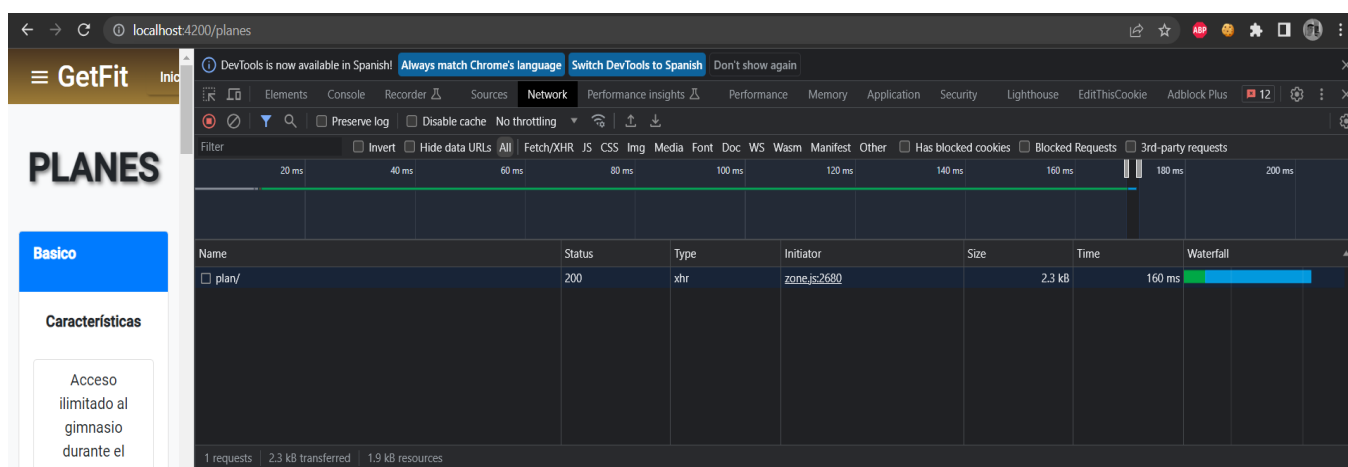 localhost:4200/planes
ABP
≡ GetFit Inic
DevTools is now available in Spanish! Always match Chrome's language Switch DevTools to Spanish Don't show again
Elements Console Recorder Sources Network Performance insights Performance Memory Application Security Lighthouse EditThisCookie Adblock Plus 12
Preserve log Disable cache No throttling
Filter Invert Hide data URLs All Fetch/XHR JS CSS Img Media Font Doc WS Wasm Manifest Other Has blocked cookies Blocked Requests 3rd-party requests
20 ms 40 ms 60 ms 80 ms 100 ms 120 ms 140 ms 160 ms 180 ms 200 ms
PLANES
Basico
Name Status Type Initiator Size Time Waterfall
plan/ 200 xhr zone.js:2680 2.3 kB 160 ms
Características
Acceso
ilimitado al
gimnasio
durante el
1 requests 2.3 kB transferred 1.9 kB resources